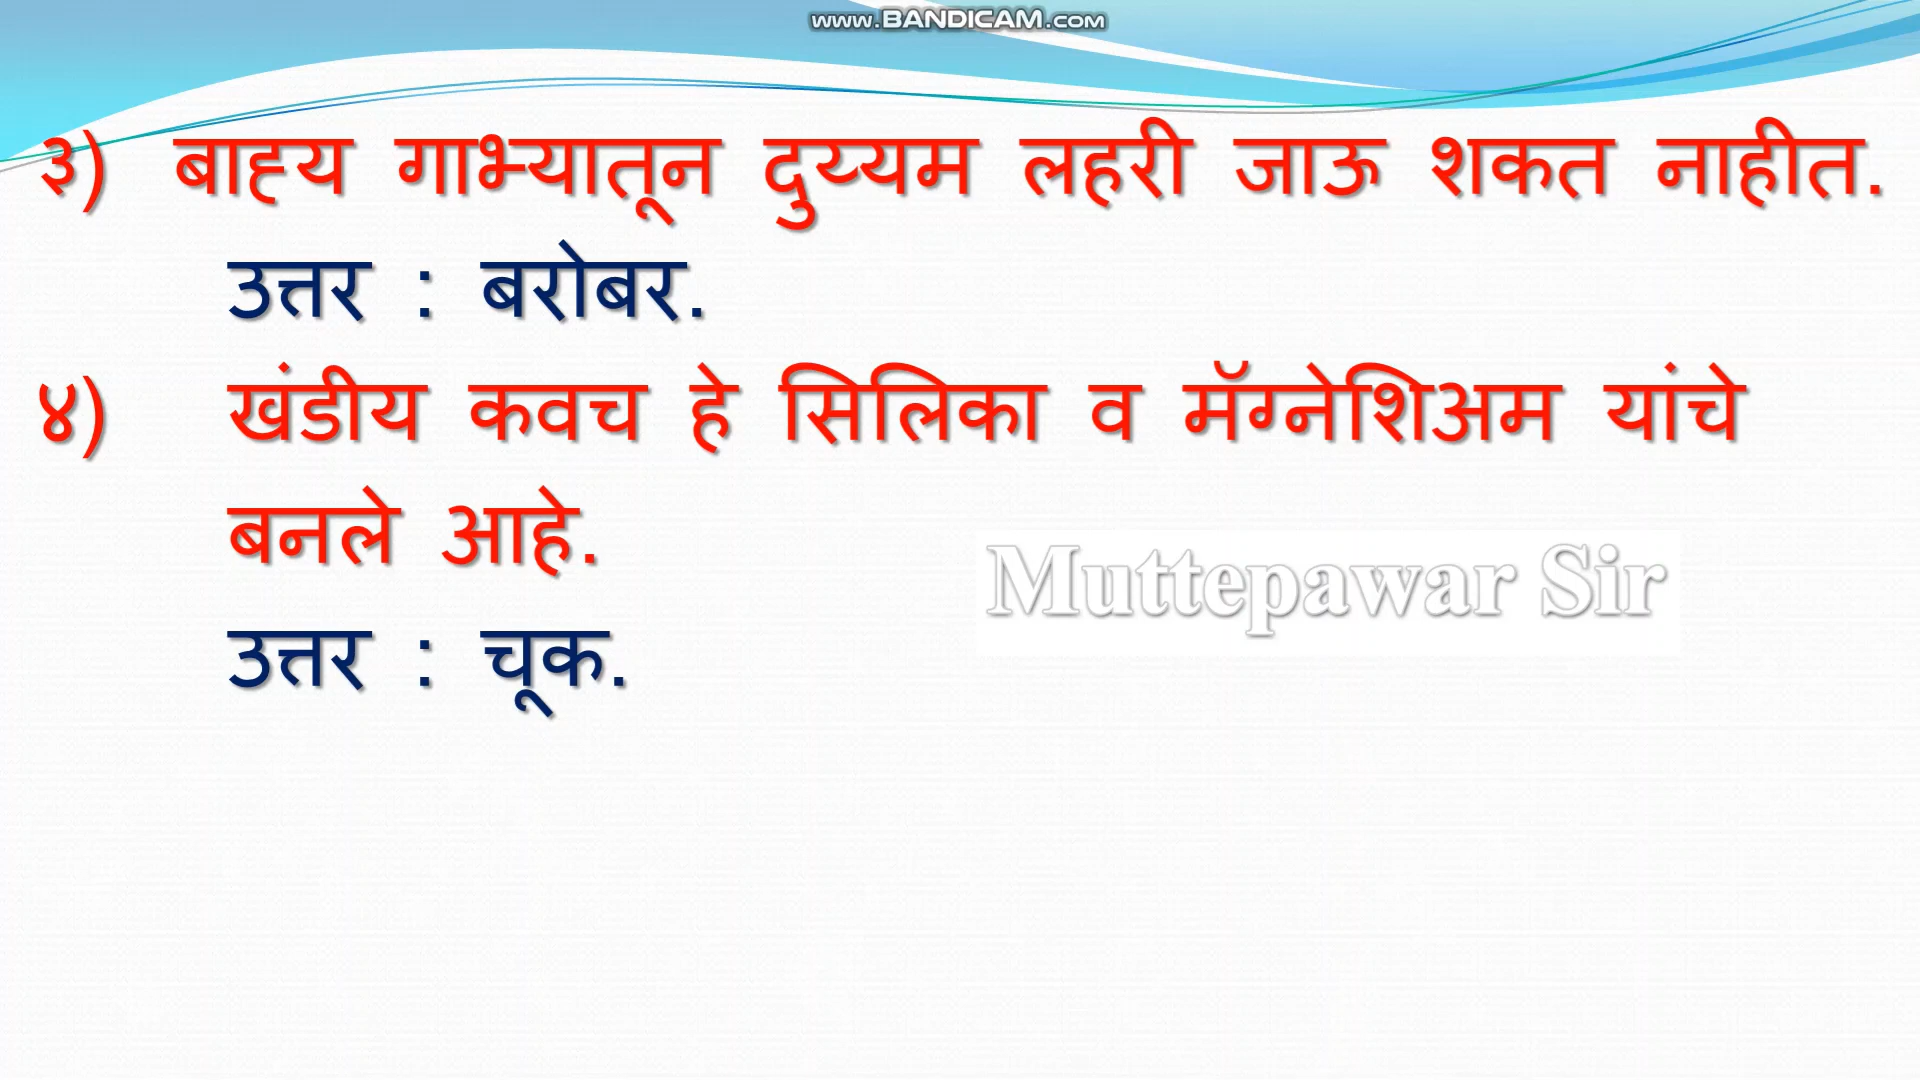 www.BANDICAM.com
३) बाह्य गाभ्यातून दुय्यम लहरी जाऊ शकत नाहीत.
उत्तर : बरोबर.
४) खंडीय कवच हे सिलिका व मॅग्नेशिअम यांचे
बनले आहे.
Muttepawar Sir
उत्तर : चूक.